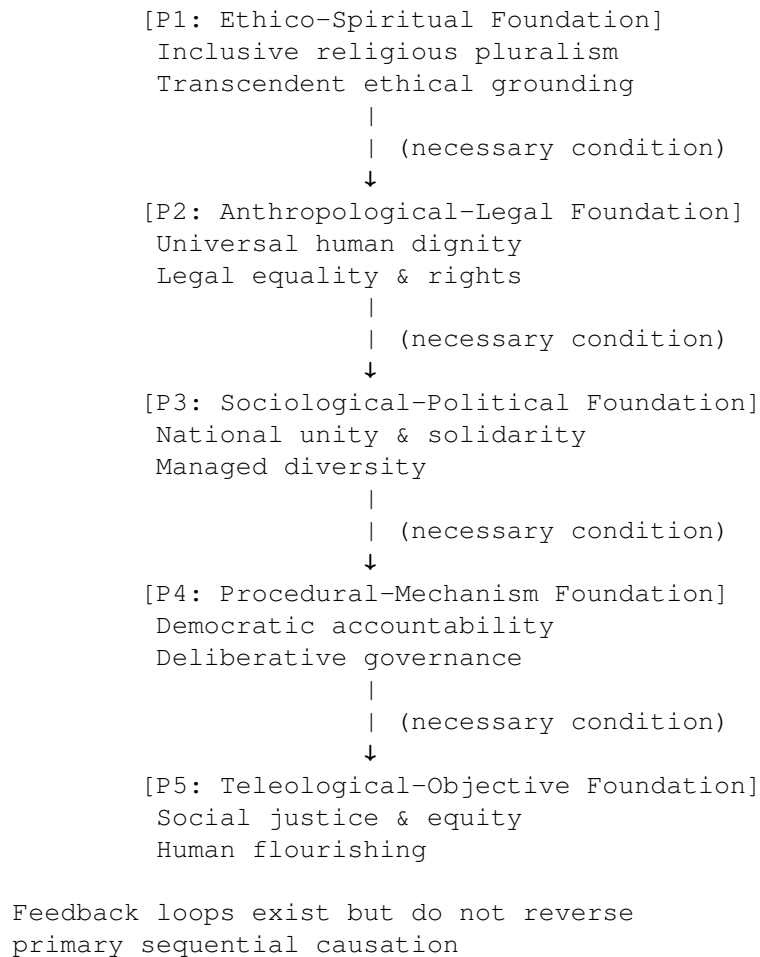 [P1: Ethico-Spiritual Foundation]
Inclusive religious pluralism
Transcendent ethical grounding
|
| (necessary condition)
↓
[P2: Anthropological-Legal Foundation]
Universal human dignity
Legal equality & rights
|
| (necessary condition)
↓
[P3: Sociological-Political Foundation]
National unity & solidarity
Managed diversity
|
| (necessary condition)
↓
[P4: Procedural-Mechanism Foundation]
Democratic accountability
Deliberative governance
|
| (necessary condition)
↓
[P5: Teleological-Objective Foundation]
Social justice & equity
Human flourishing
Feedback loops exist but do not reverse
primary sequential causation